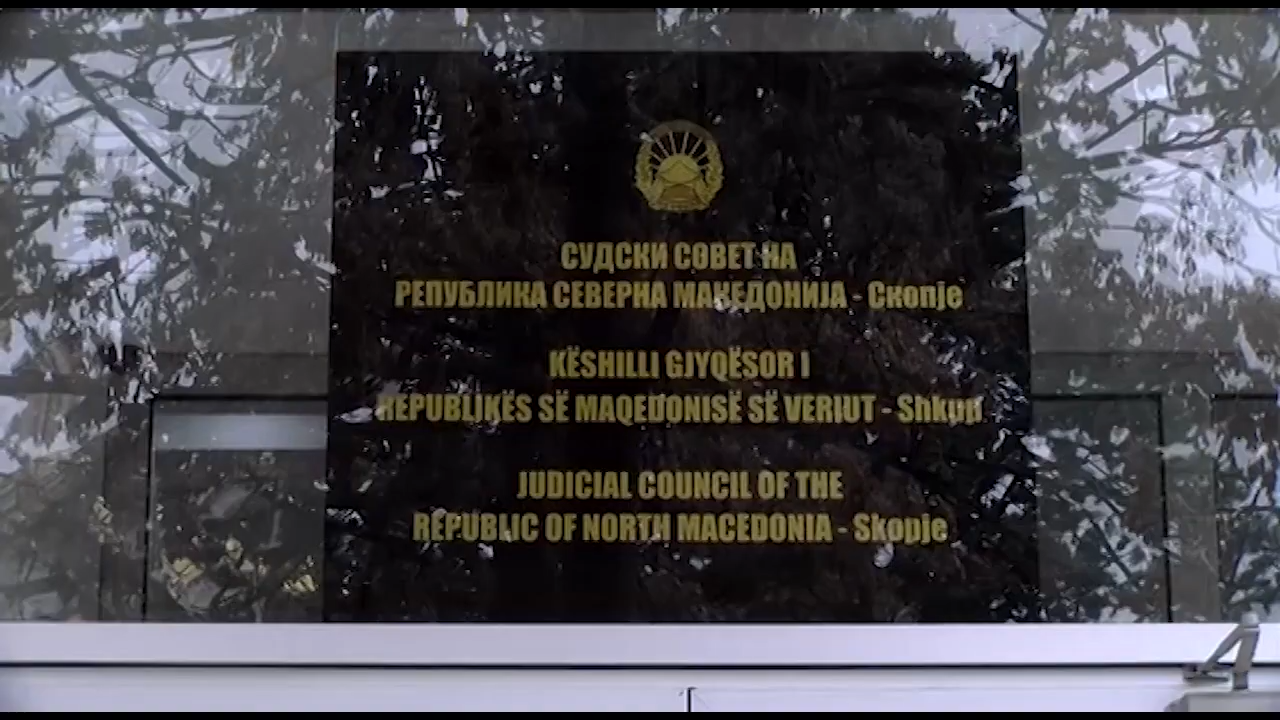 СУДСКИ СОВЕТ НА
РЕПУБЛИКА СЕВЕРНА МАКЕДОНИЈА - Скопје
KËSHILLI GJYQËSOR I
REPUBLIKËS SË MAQEDONISË SË VERIUT - Shkup
JUDICIAL COUNCIL OF THE
REPUBLIC OF NORTH MACEDONIA - Skopje